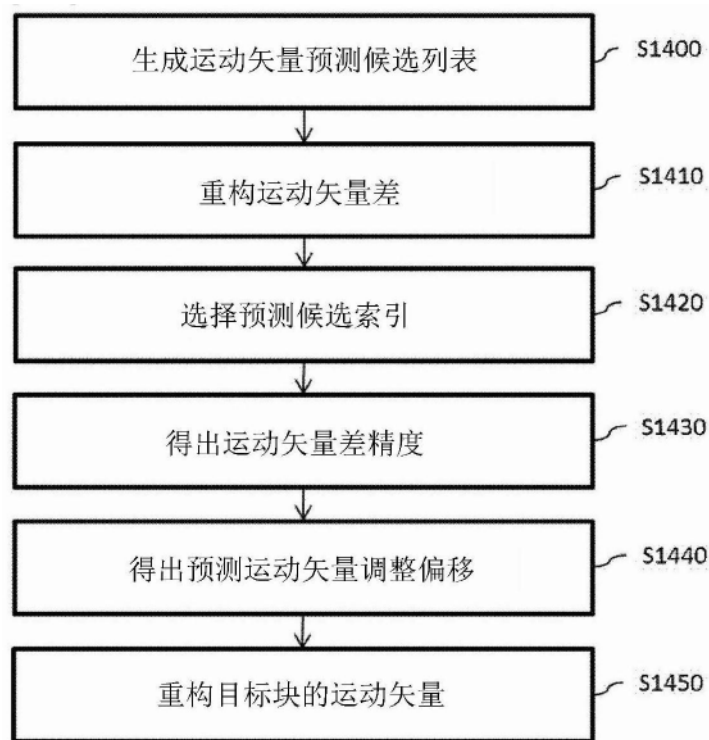 生成运动矢量预测候选列表
S1400
重构运动矢量差
S1410
选择预测候选索引
S1420
得出运动矢量差精度
S1430
得出预测运动矢量调整偏移
S1440
重构目标块的运动矢量
S1450